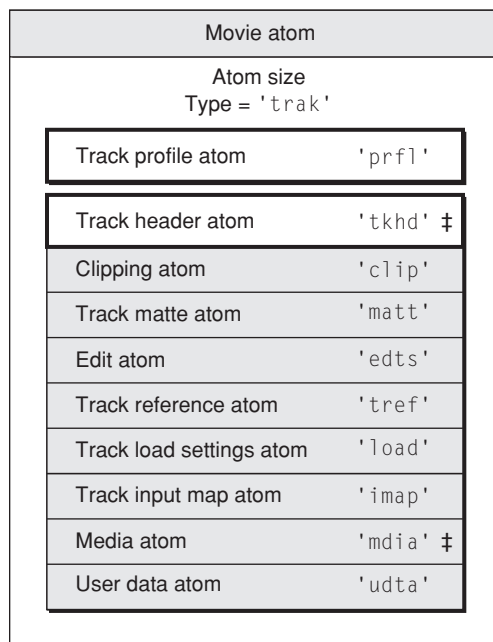 Movie atom
Atom size
Type = 'trak'
Track profile atom 'prfl'
Track header atom 'tkhd' ‡
Clipping atom 'clip'
Track matte atom 'matt'
Edit atom 'edts'
Track reference atom 'tref'
Track load settings atom 'load'
Track input map atom 'imap'
Media atom 'mdia' ‡
User data atom 'udta'